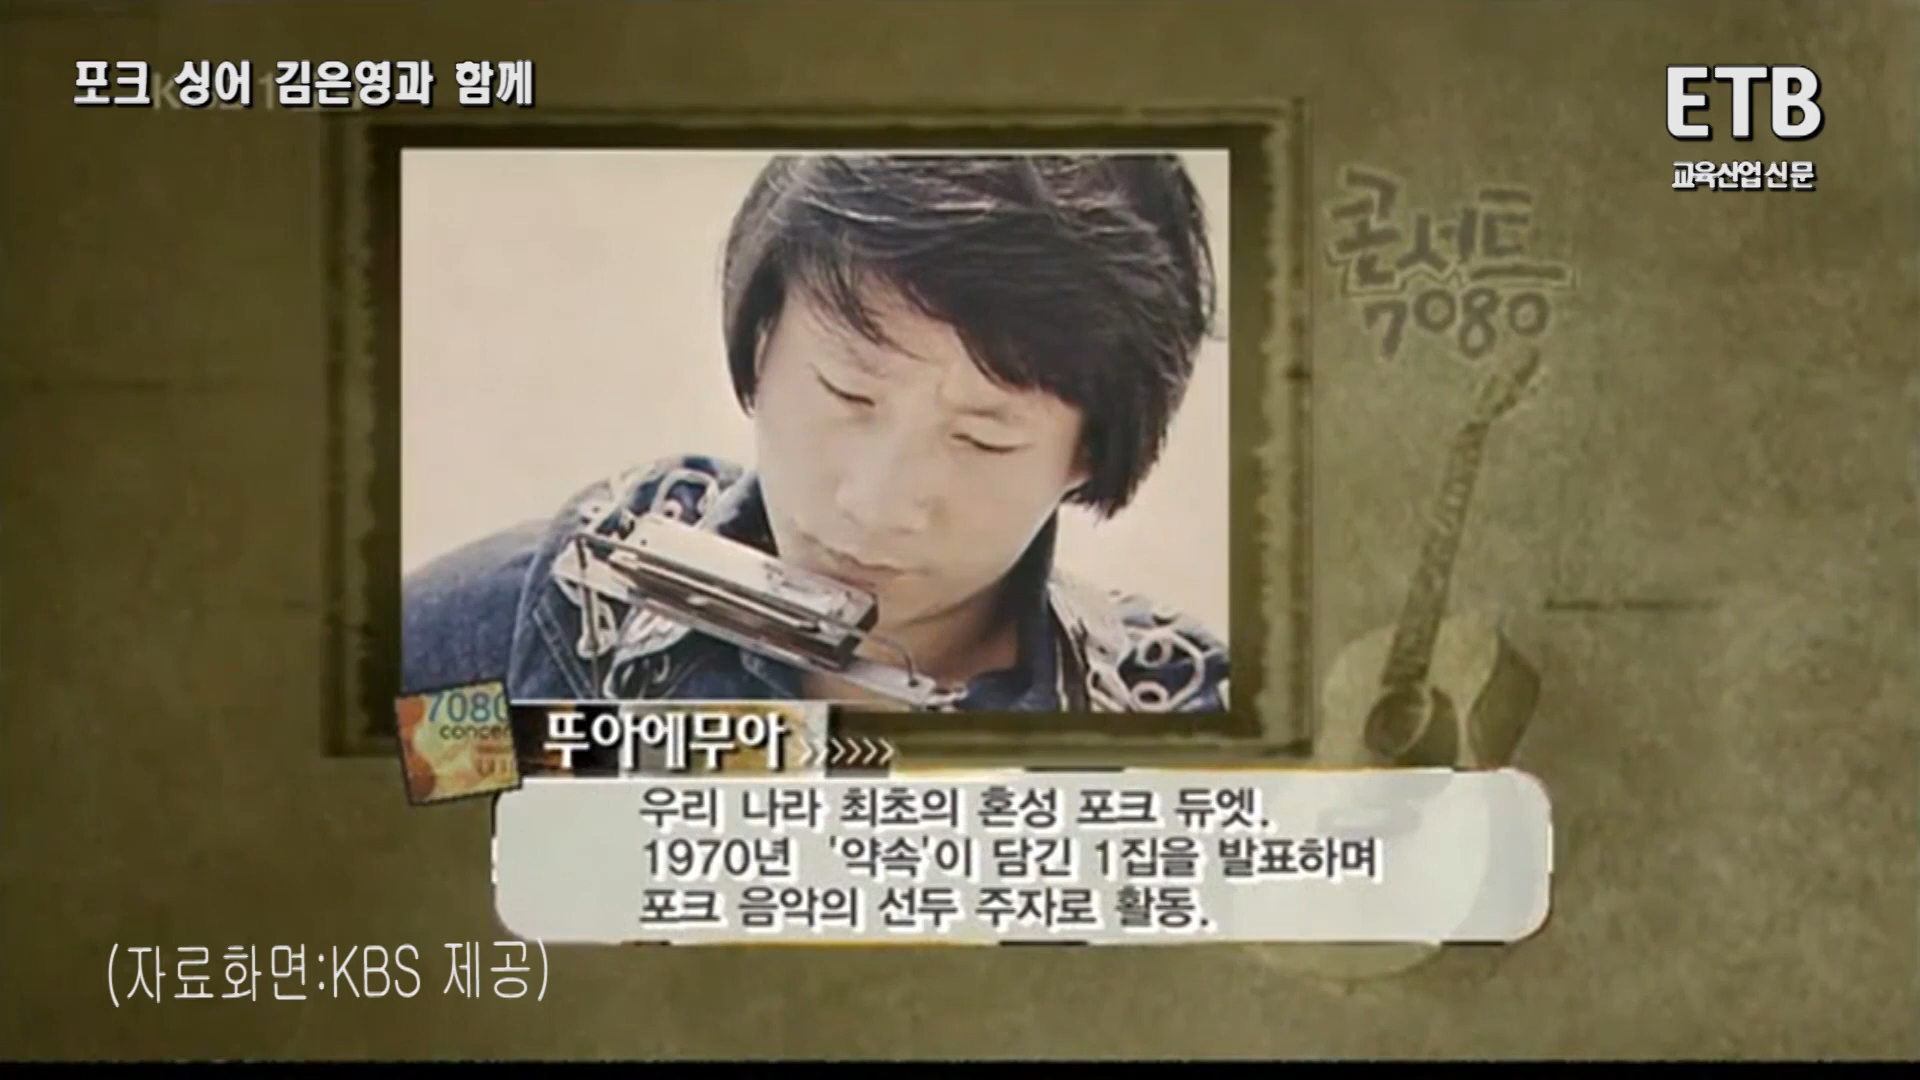 포크 싱어 김은영과 함께
ETB
교육산업신문
콘서트
7080
7080
concert
뚜아에무아 >>>>>>
우리 나라 최초의 혼성 포크 듀엣.
1970년 '약속'이 담긴 1집을 발표하며
포크 음악의 선두 주자로 활동.
(자료화면:KBS 제공)